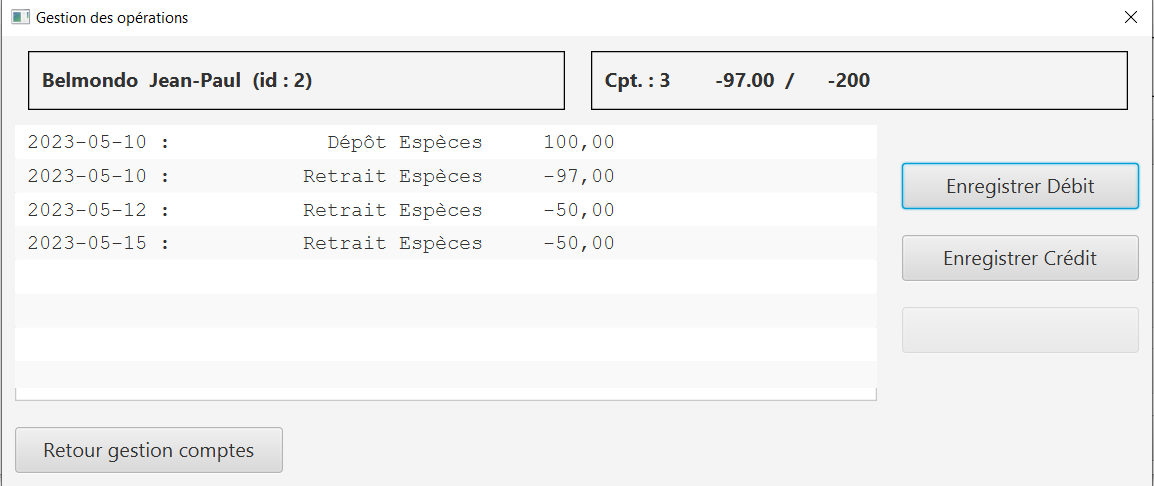 Gestion des opérations
Belmondo Jean-Paul (id : 2)
Cpt. : 3 -97.00 / -200
2023-05-10 : Dépôt Espèces 100,00
2023-05-10 : Retrait Espèces -97,00
2023-05-12 : Retrait Espèces -50,00
2023-05-15 : Retrait Espèces -50,00
Enregistrer Débit
Enregistrer Crédit
Retour gestion comptes